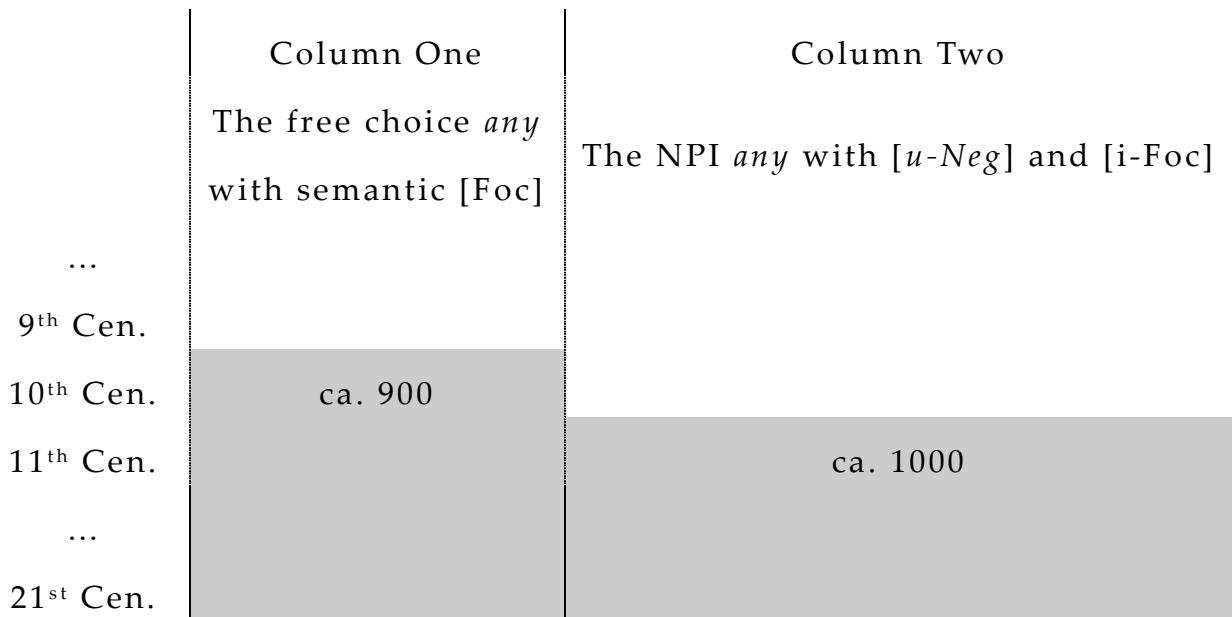 Column One Column Two
The free choice any
The NPI any with [u-Neg] and [i-Foc]
with semantic [Foc]
...
9th Cen.
10th Cen. ca. 900
11th Cen. ca. 1000
...
21st Cen.